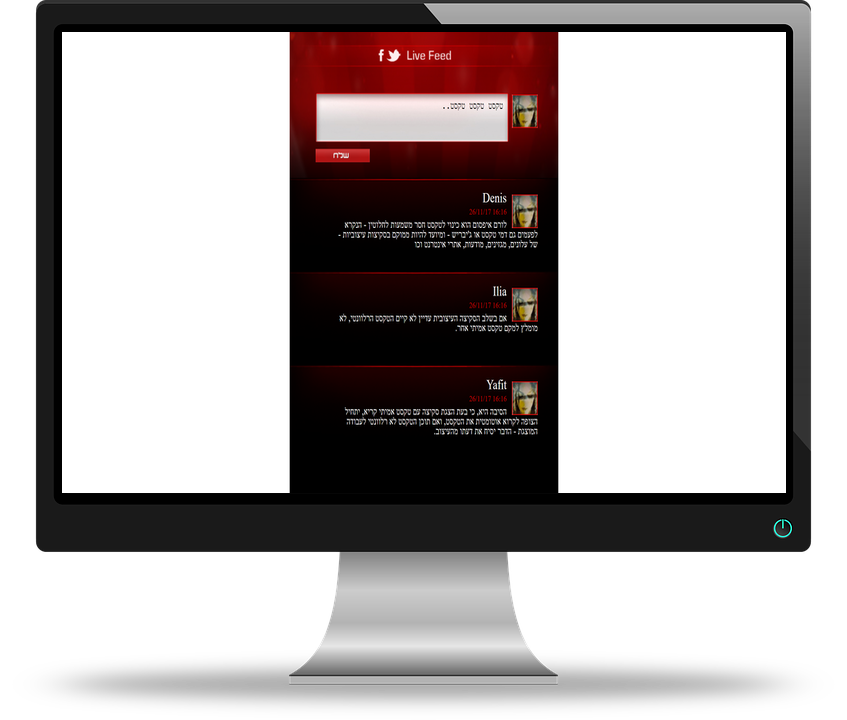 Live Feed
טקסט טקסט טקסט..
שלח
Denis
26/11/17 16:16
לורם איפסום הוא כינוי לטקסט חסר משמעות לחלוטין - הנקרא
לפעמים גם דמי טקסט או ג'יבריש - ומיועד להיות ממוקם בסקיצות עיצוביות -
של עלונים, מגזינים, מודעות, אתרי אינטרנט וכו
Ilia
26/11/17 16:16
אם בשלב הסקיצה העיצובית עדיין לא קיים הטקסט הרלוונטי, לא
מומלץ למקם טקסט אמיתי אחר.
Yafit
26/11/17 16:16
הסיבה היא, כי בעת הצגת סקיצה עם טקסט אמיתי קריא, יתחיל
הצופה לקרוא אוטומטית את הטקסט, ואם תוכן הטקסט לא רלוונטי לעבודה
המוצגת - הדבר יסיח את דעתו מהעיצוב.